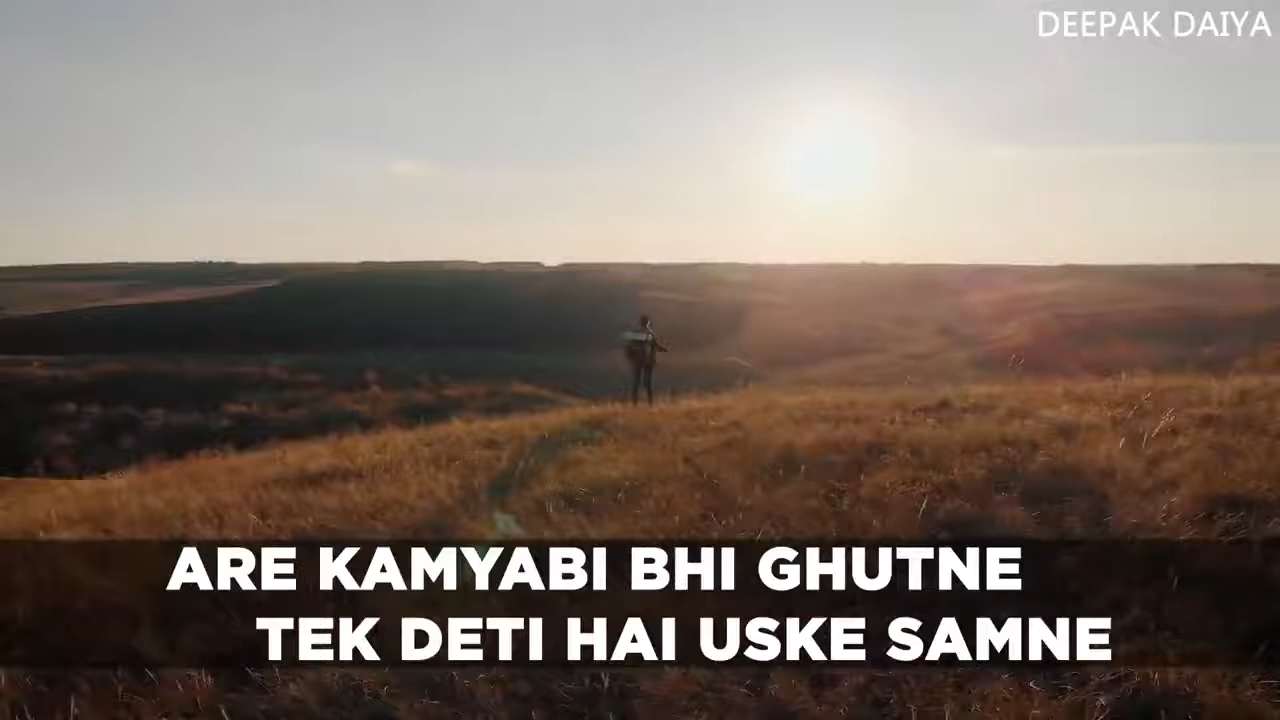 DEEPAK DAIYA
ARE KAMYABI BHI GHUTNE
TEK DETI HAI USKE SAMNE